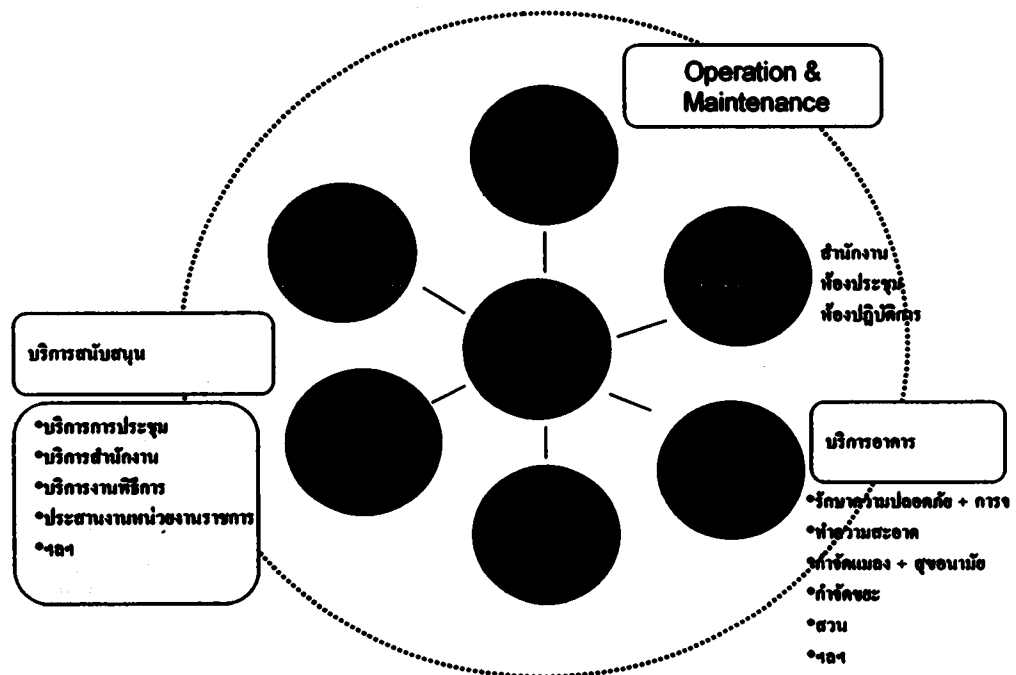 Operation &
Maintenance
สำนักงาน
ห้องประชุม
ห้องปฏิบัติการ
บริการสนับสนุน
•บริการการประชุม
•บริการสำนักงาน
•บริการงานพิธีการ
•ประสานงานหน่วยงานราชการ
•ฯลฯ
บริการอาคาร
•รักษาความปลอดภัย + การจ
•ทำความสะอาด
•กำจัดแมลง + สุขอนามัย
•กำจัดขยะ
•สวน
•ฯลฯ